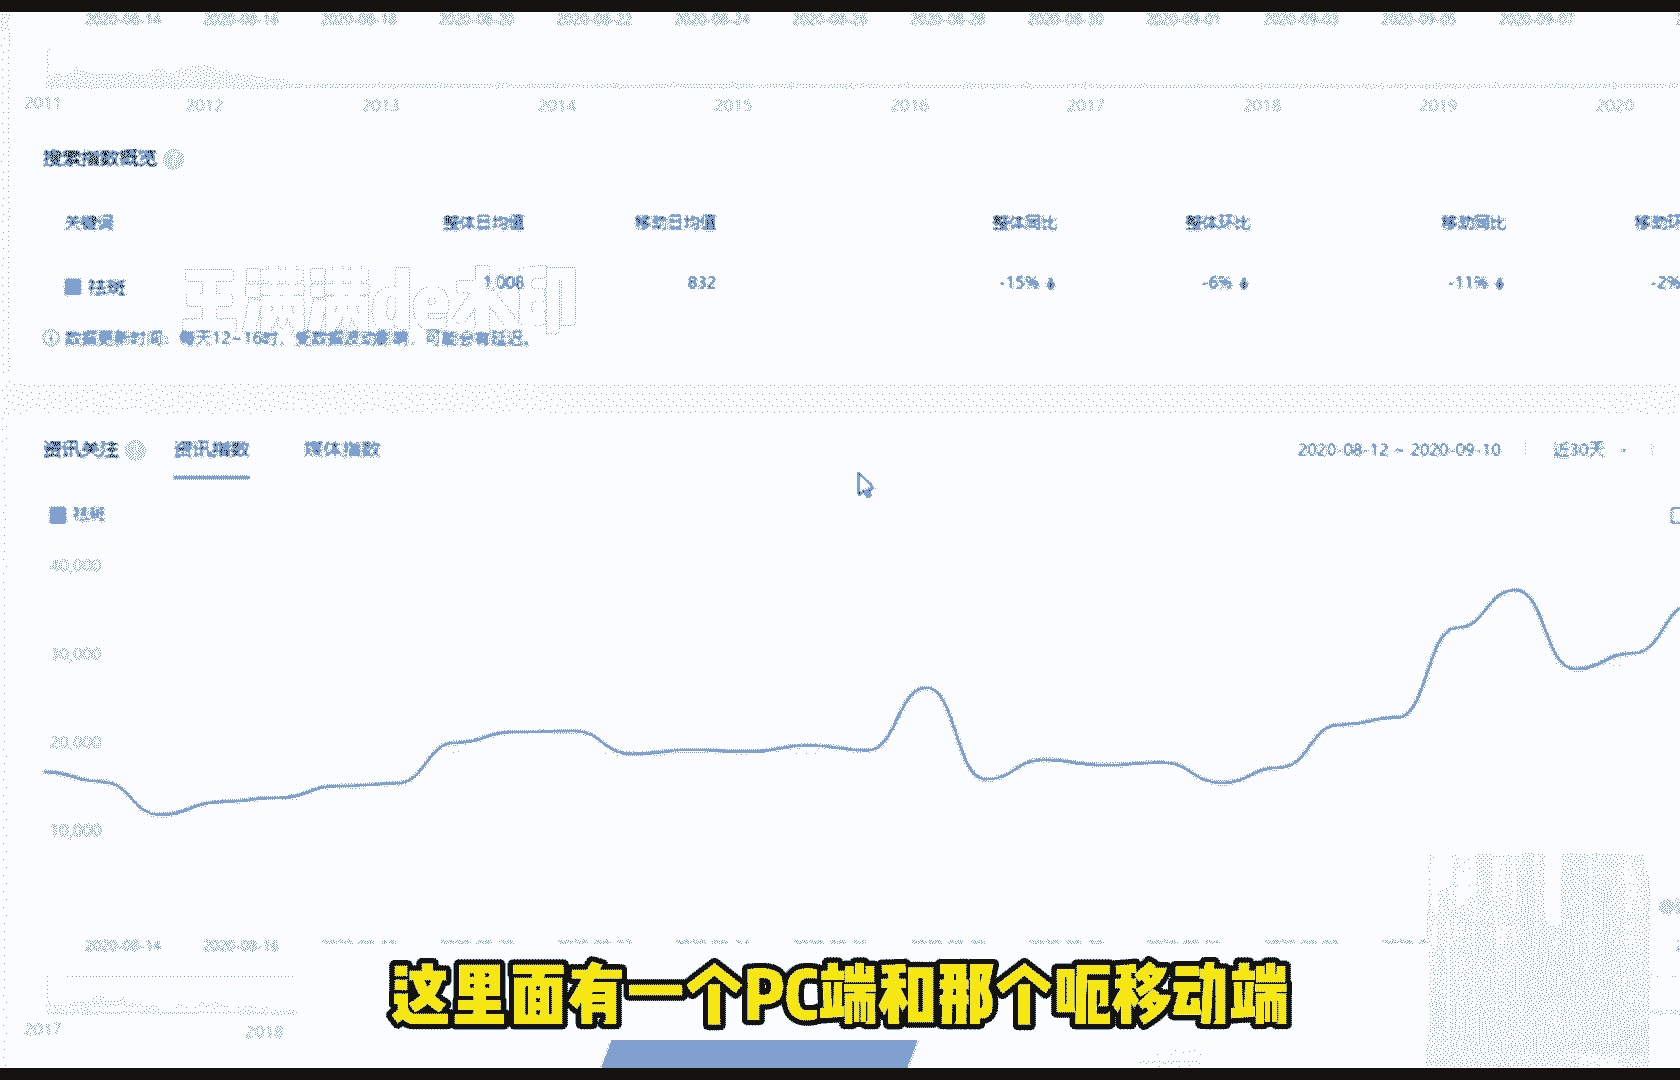 2020-08-14 2020-08-16 2020-08-18 2020-08-20 2020-08-22 2020-08-24 2020-08-26 2020-08-28 2020-08-30 2020-09-01 2020-09-03 2020-09-05 2020-09-07
2011 2012 2013 2014 2015 2016 2017 2018 2019 2020
搜索指数概览
关键词 整体日均值 移动日均值 整体同比 整体环比 移动同比 移动环
祛斑 1,008 832 -15% -6% -11% -2%
王满满de水印
数据更新时间：每天12~16时，受数据波动影响，可能会有延迟。
资讯关注 资讯指数 媒体指数 2020-08-12 ~ 2020-09-10 近30天
祛斑
40,000
30,000
20,000
10,000
2020-08-14 2020-08-16
这里面有一个PC端和那个呃移动端
2017 2018